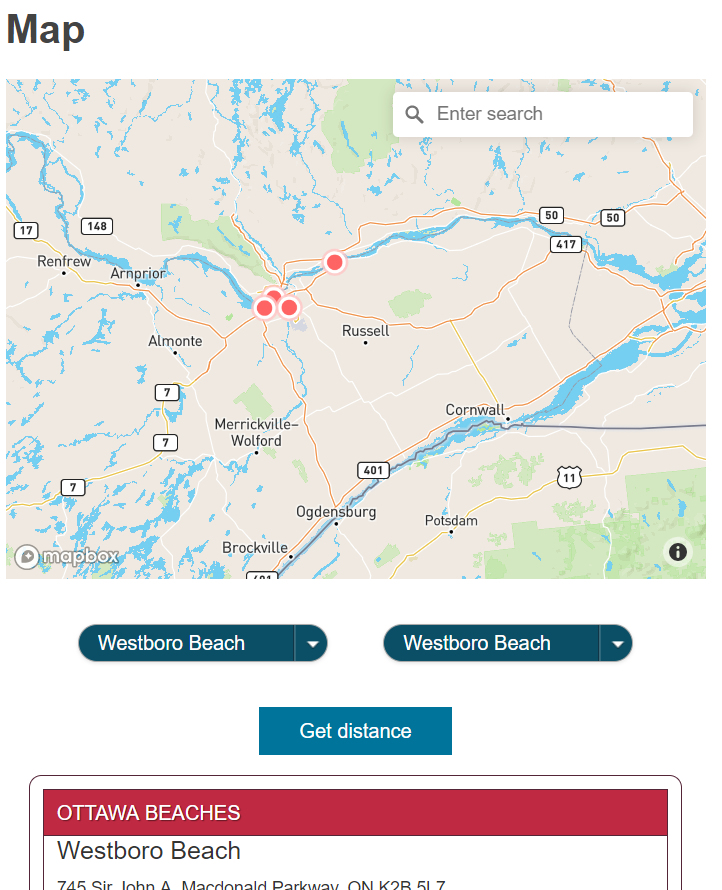 Map
Enter search
50
50
148
17
417
Renfrew
Arnprior
Russell
Almonte
7
Cornwall
Merrickville–
Wolford
7
401
11
7
Ogdensburg
Potsdam
Brockville
mapbox
401
Westboro Beach
Westboro Beach
Get distance
OTTAWA BEACHES
Westboro Beach
745 Sir. John A. Macdonald Parkway, ON K2B 5L7